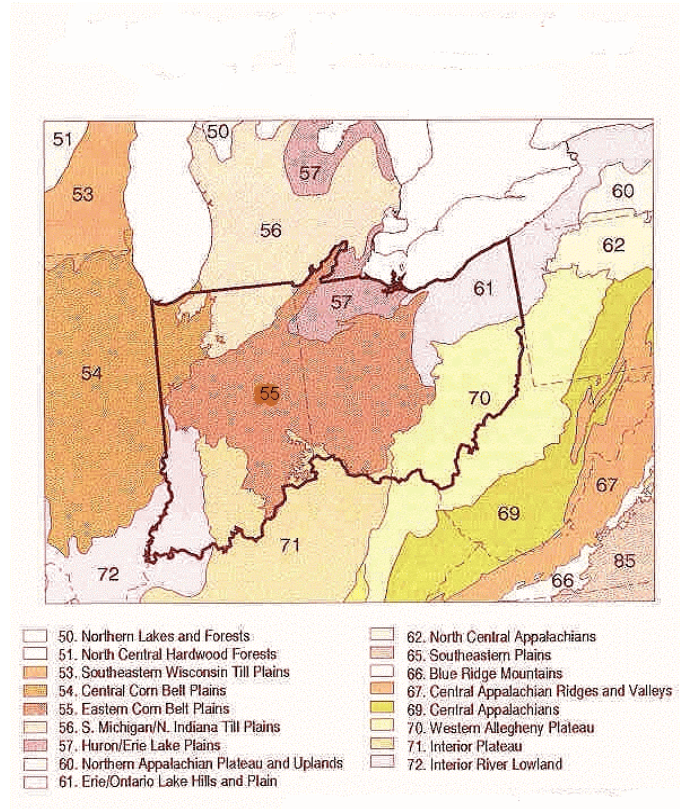 51
50
53
57
60
56
62
57
61
54
55
70
67
69
71
72
66
85
50. Northern Lakes and Forests
51. North Central Hardwood Forests
53. Southeastern Wisconsin Till Plains
54. Central Corn Belt Plains
55. Eastern Corn Belt Plains
56. S. Michigan/N. Indiana Till Plains
57. Huron/Erie Lake Plains
60. Northern Appalachian Plateau and Uplands
61. Erie/Ontario Lake Hills and Plain
62. North Central Appalachians
65. Southeastern Plains
66. Blue Ridge Mountains
67. Central Appalachian Ridges and Valleys
69. Central Appalachians
70. Western Allegheny Plateau
71. Interior Plateau
72. Interior River Lowland